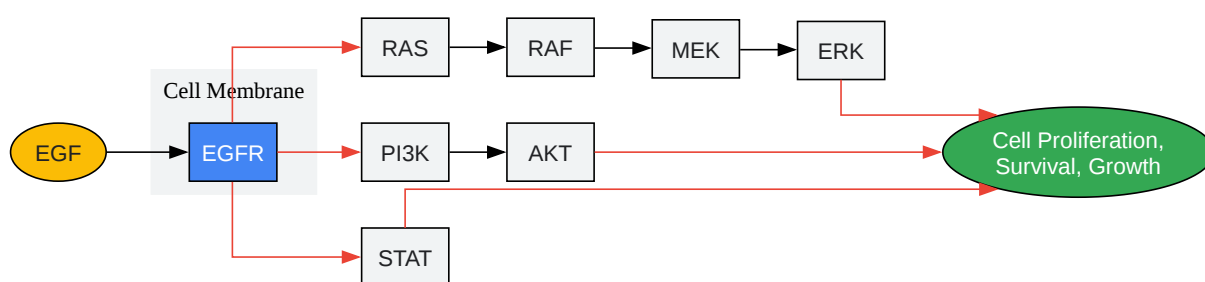 RAS
RAF
MEK
ERK
Cell Membrane
EGF
EGFR
PI3K
AKT
Cell Proliferation,
Survival, Growth
STAT